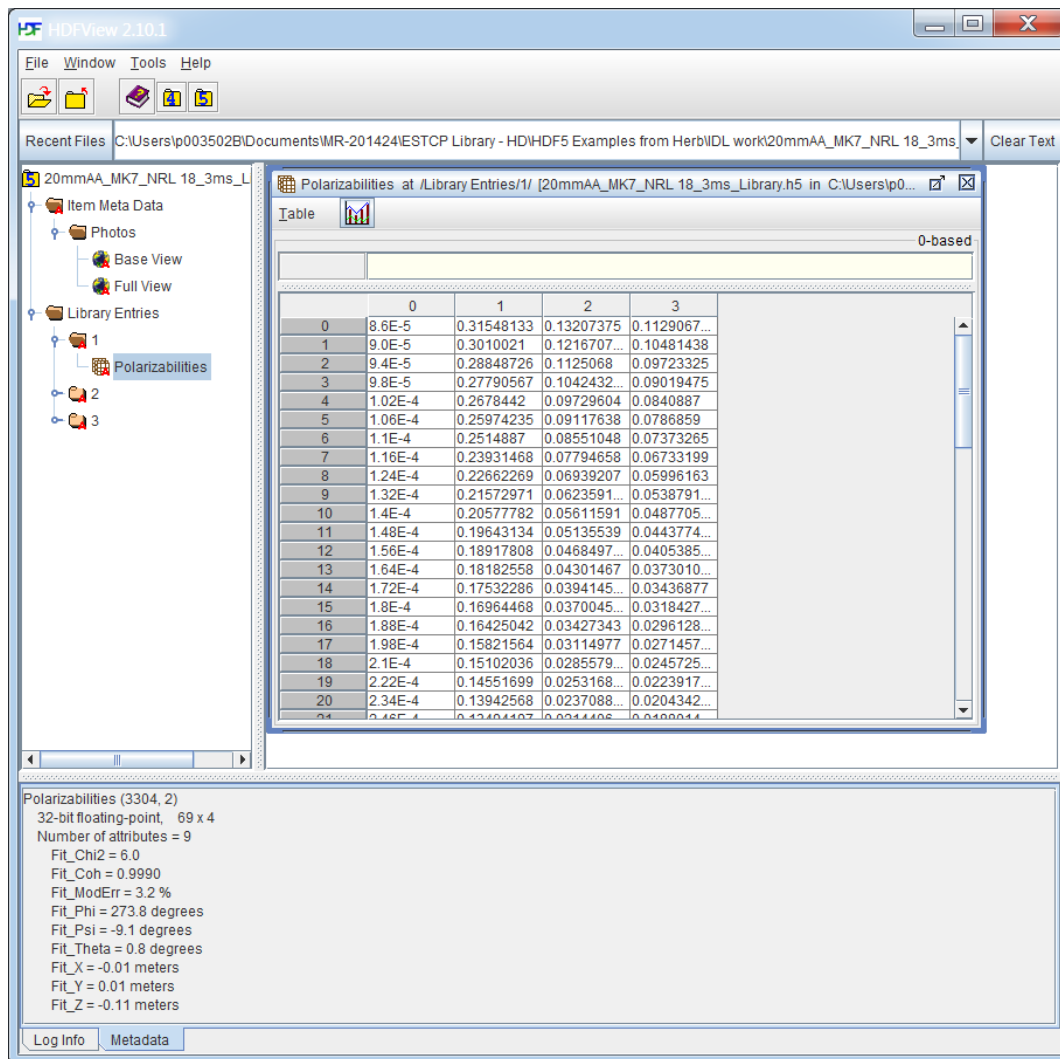 HDFView 2.10.1
File Window Tools Help
4 5
Recent Files C:\Users\p003502B\Documents\MR-201424\ESTCP Library - HD\HDF5 Examples from Herb\IDL work\20mmAA_MK7_NRL 18_3ms_ Clear Text
5 20mmAA_MK7_NRL 18_3ms_Li
Item Meta Data
Photos
Base View
Full View
Library Entries
1
Polarizabilities
2
3
Polarizabilities at /Library Entries/1/ [20mmAA_MK7_NRL 18_3ms_Library.h5 in C:\Users\p0...
Table
0-based
0 1 2 3
0 8.6E-5 0.31548133 0.13207375 0.1129067...
1 9.0E-5 0.3010021 0.1216707... 0.10481438
2 9.4E-5 0.28848726 0.1125068 0.09723325
3 9.8E-5 0.27790567 0.1042432... 0.09019475
4 1.02E-4 0.2678442 0.09729604 0.0840887
5 1.06E-4 0.25974235 0.09117638 0.0786859
6 1.1E-4 0.2514887 0.08551048 0.07373265
7 1.16E-4 0.23931468 0.07794658 0.06733199
8 1.24E-4 0.22662269 0.06939207 0.05996163
9 1.32E-4 0.21572971 0.0623591... 0.0538791...
10 1.4E-4 0.20577782 0.05611591 0.0487705...
11 1.48E-4 0.19643134 0.05135539 0.0443774...
12 1.56E-4 0.18917808 0.0468497... 0.0405385...
13 1.64E-4 0.18182558 0.04301467 0.0373010...
14 1.72E-4 0.17532286 0.0394145... 0.03436877
15 1.8E-4 0.16964468 0.0370045... 0.0318427...
16 1.88E-4 0.16425042 0.03427343 0.0296128...
17 1.98E-4 0.15821564 0.03114977 0.0271457...
18 2.1E-4 0.15102036 0.0285579... 0.0245725...
19 2.22E-4 0.14551699 0.0253168... 0.0223917...
20 2.34E-4 0.13942568 0.0237088... 0.0204342...
Polarizabilities (3304, 2)
32-bit floating-point, 69 x 4
Number of attributes = 9
Fit_Chi2 = 6.0
Fit_Coh = 0.9990
Fit_ModErr = 3.2 %
Fit_Phi = 273.8 degrees
Fit_Psi = -9.1 degrees
Fit_Theta = 0.8 degrees
Fit_X = -0.01 meters
Fit_Y = 0.01 meters
Fit_Z = -0.11 meters
Log Info Metadata